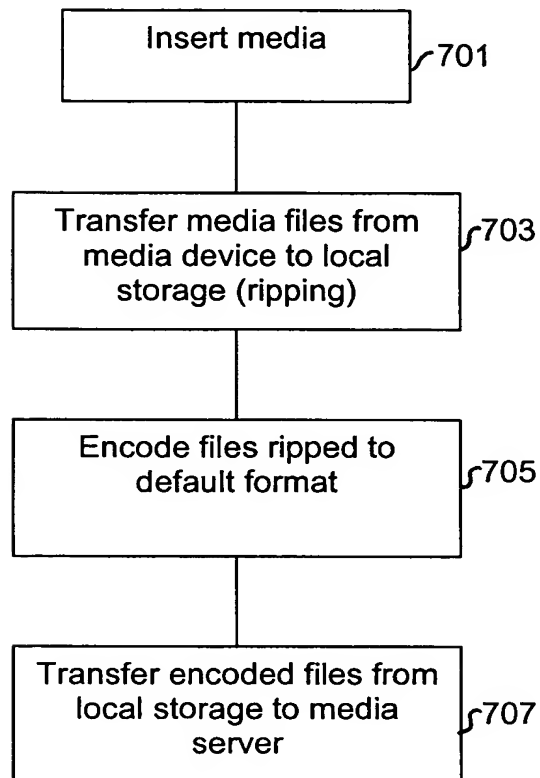 Insert media
701
Transfer media files from
media device to local
storage (ripping)
703
Encode files ripped to
default format
705
Transfer encoded files from
local storage to media
server
707